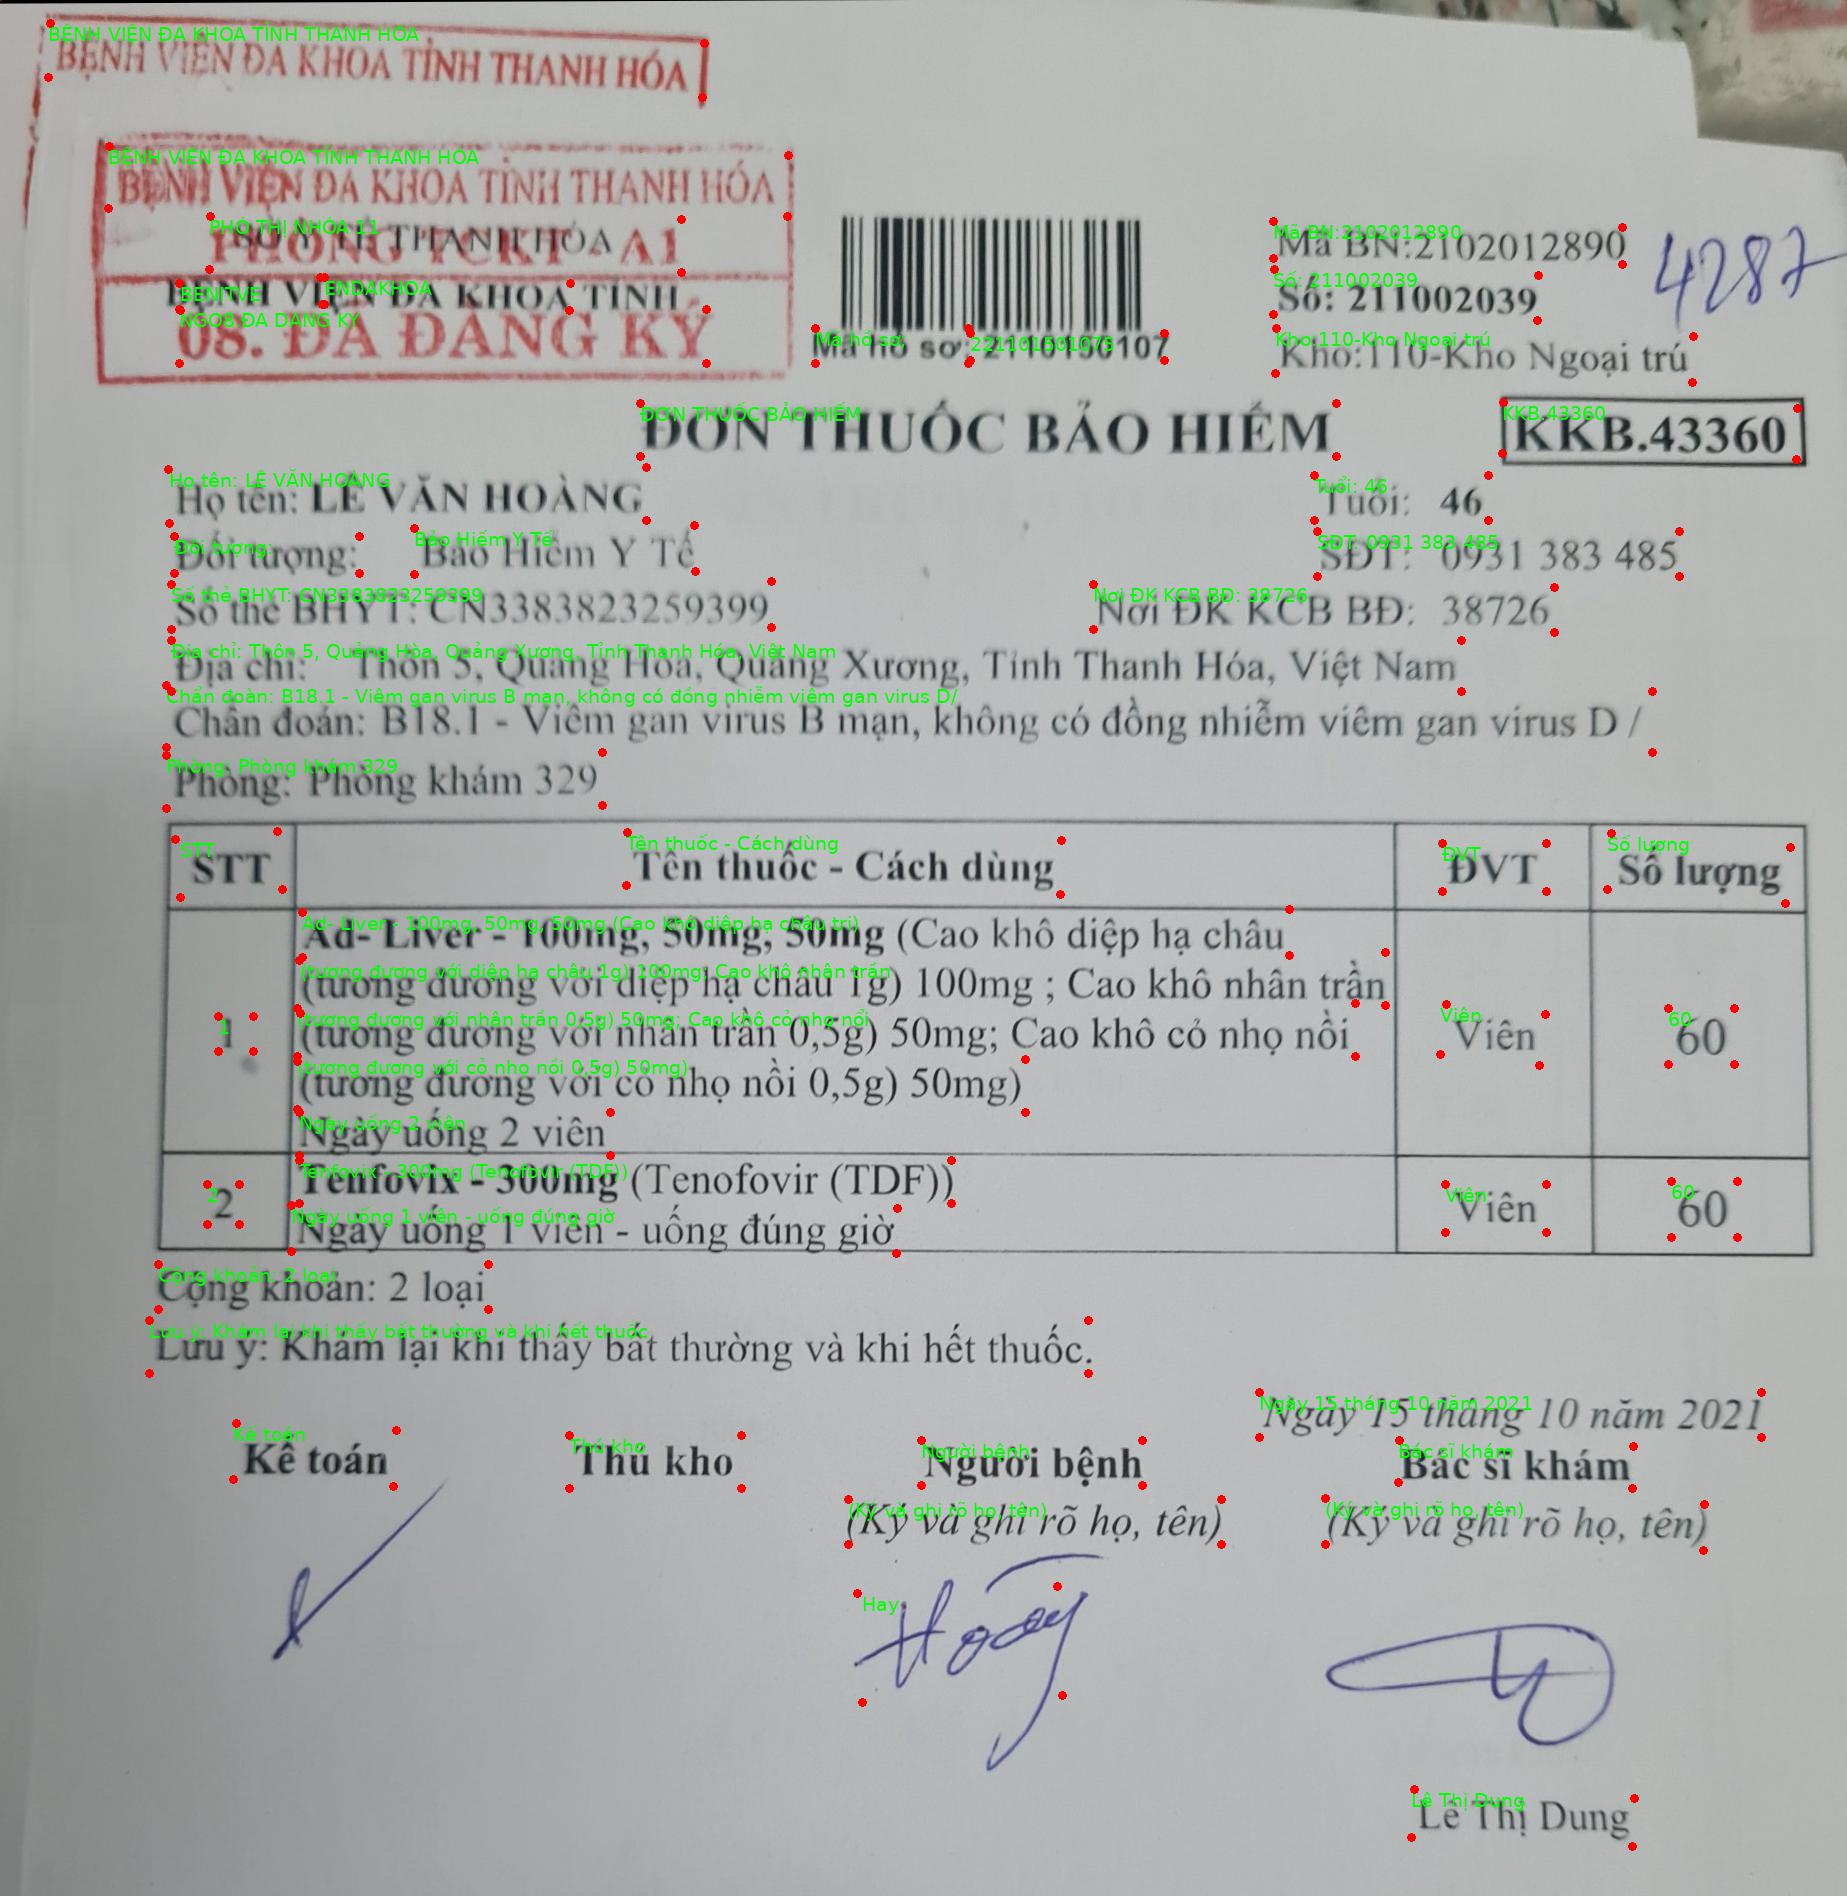 BỆNH VIỆN ĐA KHOA TỈNH THANH HÓA
BỆNH VIỆN ĐA KHOA TỈNH THANH HÓA
SỞ Y TẾ THANH HÓA
A1
BỆNH VIỆN ĐA KHOA TỈNH
08. ĐÃ ĐĂNG KÝ
Mã hồ sơ: 2110150107
Mã BN:2102012890
4287
Số: 211002039
Kho:110-Kho Ngoại trú
ĐƠN THUỐC BẢO HIỂM
KKB.43360
Họ tên: LÊ VĂN HOÀNG
Tuổi: 46
Đối tượng: Bảo Hiểm Y Tế
SĐT: 0931 383 485
Số thẻ BHYT: CN3383823259399
Nơi ĐK KCB BĐ: 38726
Địa chỉ: Thôn 5, Quảng Hòa, Quảng Xương, Tỉnh Thanh Hóa, Việt Nam
Chẩn đoán: B18.1 - Viêm gan virus B mạn, không có đồng nhiễm viêm gan virus D /
Phòng: Phòng khám 329
STT Tên thuốc - Cách dùng ĐVT Số lượng
Ad- Liver - 100mg, 50mg, 50mg (Cao khô diệp hạ châu
(tương đương với diệp hạ châu 1g) 100mg ; Cao khô nhân trần
1 (tương đương với nhân trần 0,5g) 50mg; Cao khô cỏ nhọ nồi Viên 60
(tương đương với cỏ nhọ nồi 0,5g) 50mg)
Ngày uống 2 viên
Tenfovix - 300mg (Tenofovir (TDF))
2 Viên 60
Ngày uống 1 viên - uống đúng giờ
Cộng khoản: 2 loại
Lưu ý: Khám lại khi thấy bất thường và khi hết thuốc.
Ngày 15 tháng 10 năm 2021
Kế toán Thủ kho Người bệnh Bác sĩ khám
(Ký và ghi rõ họ, tên) (Ký và ghi rõ họ, tên)
Lê Thị Dung